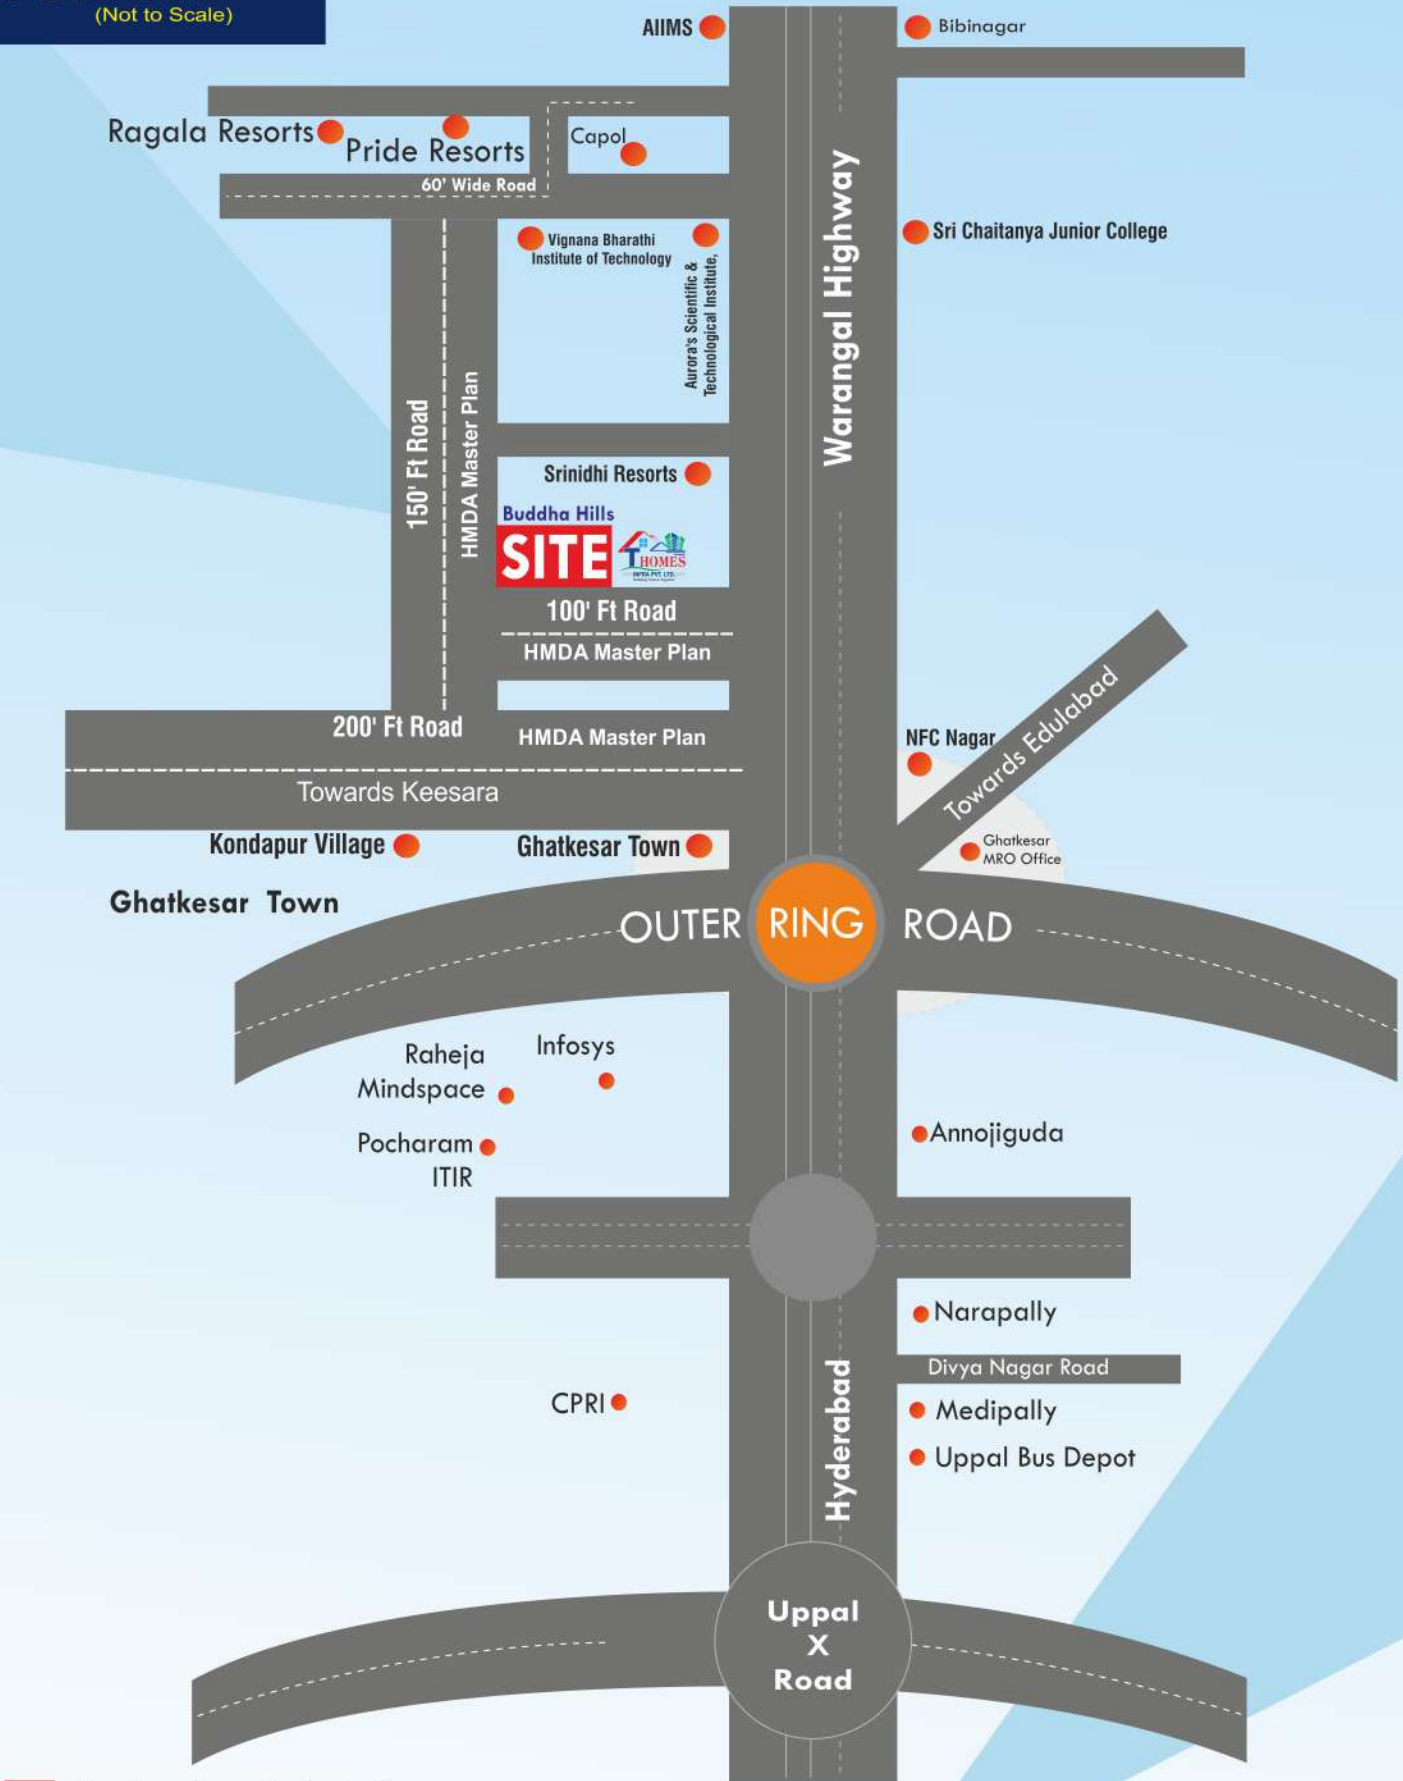 (Not to Scale)
AIIMS
Bibinagar
Ragala Resorts
Pride Resorts
Capol
60' Wide Road
Vignana Bharathi
Institute of Technology
Aurora's Scientific &
Technological Institute,
Sri Chaitanya Junior College
Warangal Highway
150' Ft Road
HMDA Master Plan
Srinidhi Resorts
Buddha Hills
SITE
T HOMES
INFRA PVT. LTD.
100' Ft Road
HMDA Master Plan
200' Ft Road
HMDA Master Plan
Towards Keesara
NFC Nagar
Towards Edulabad
Kondapur Village
Ghatkesar Town
Ghatkesar
MRO Office
Ghatkesar Town
OUTER RING ROAD
Raheja
Mindspace
Infosys
Pocharam
ITIR
Annojiguda
Narapally
Divya Nagar Road
CPRI
Hyderabad
Medipally
Uppal Bus Depot
Uppal
X
Road